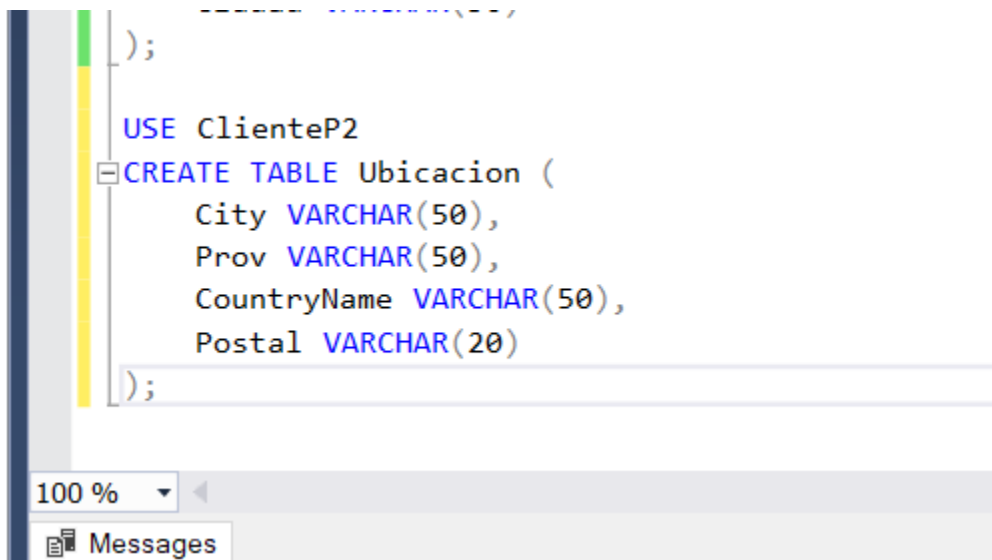 );
USE ClienteP2
CREATE TABLE Ubicacion (
City VARCHAR(50),
Prov VARCHAR(50),
CountryName VARCHAR(50),
Postal VARCHAR(20)
);
100 %
Messages